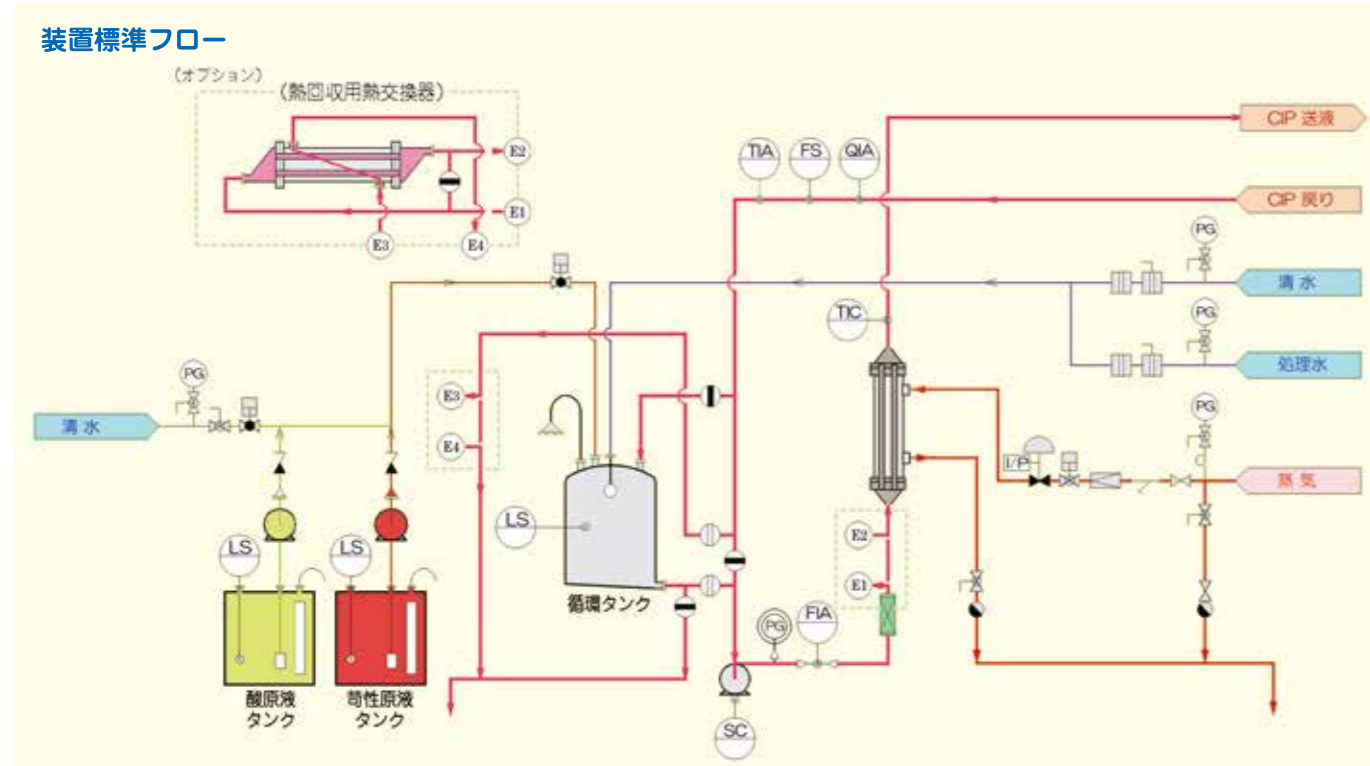 装置標準フロー
（オプション）
（熱回収用熱交換器）
E2
E1
E3
E4
TIA
FS
QIA
CIP 送液
CIP 戻り
PG
清水
PG
処理水
TIC
PG
蒸気
I/P
PG
清水
E3
E4
LS
循環タンク
E2
E1
LS
LS
PG
FIA
SC
酸原液
タンク
苛性原液
タンク